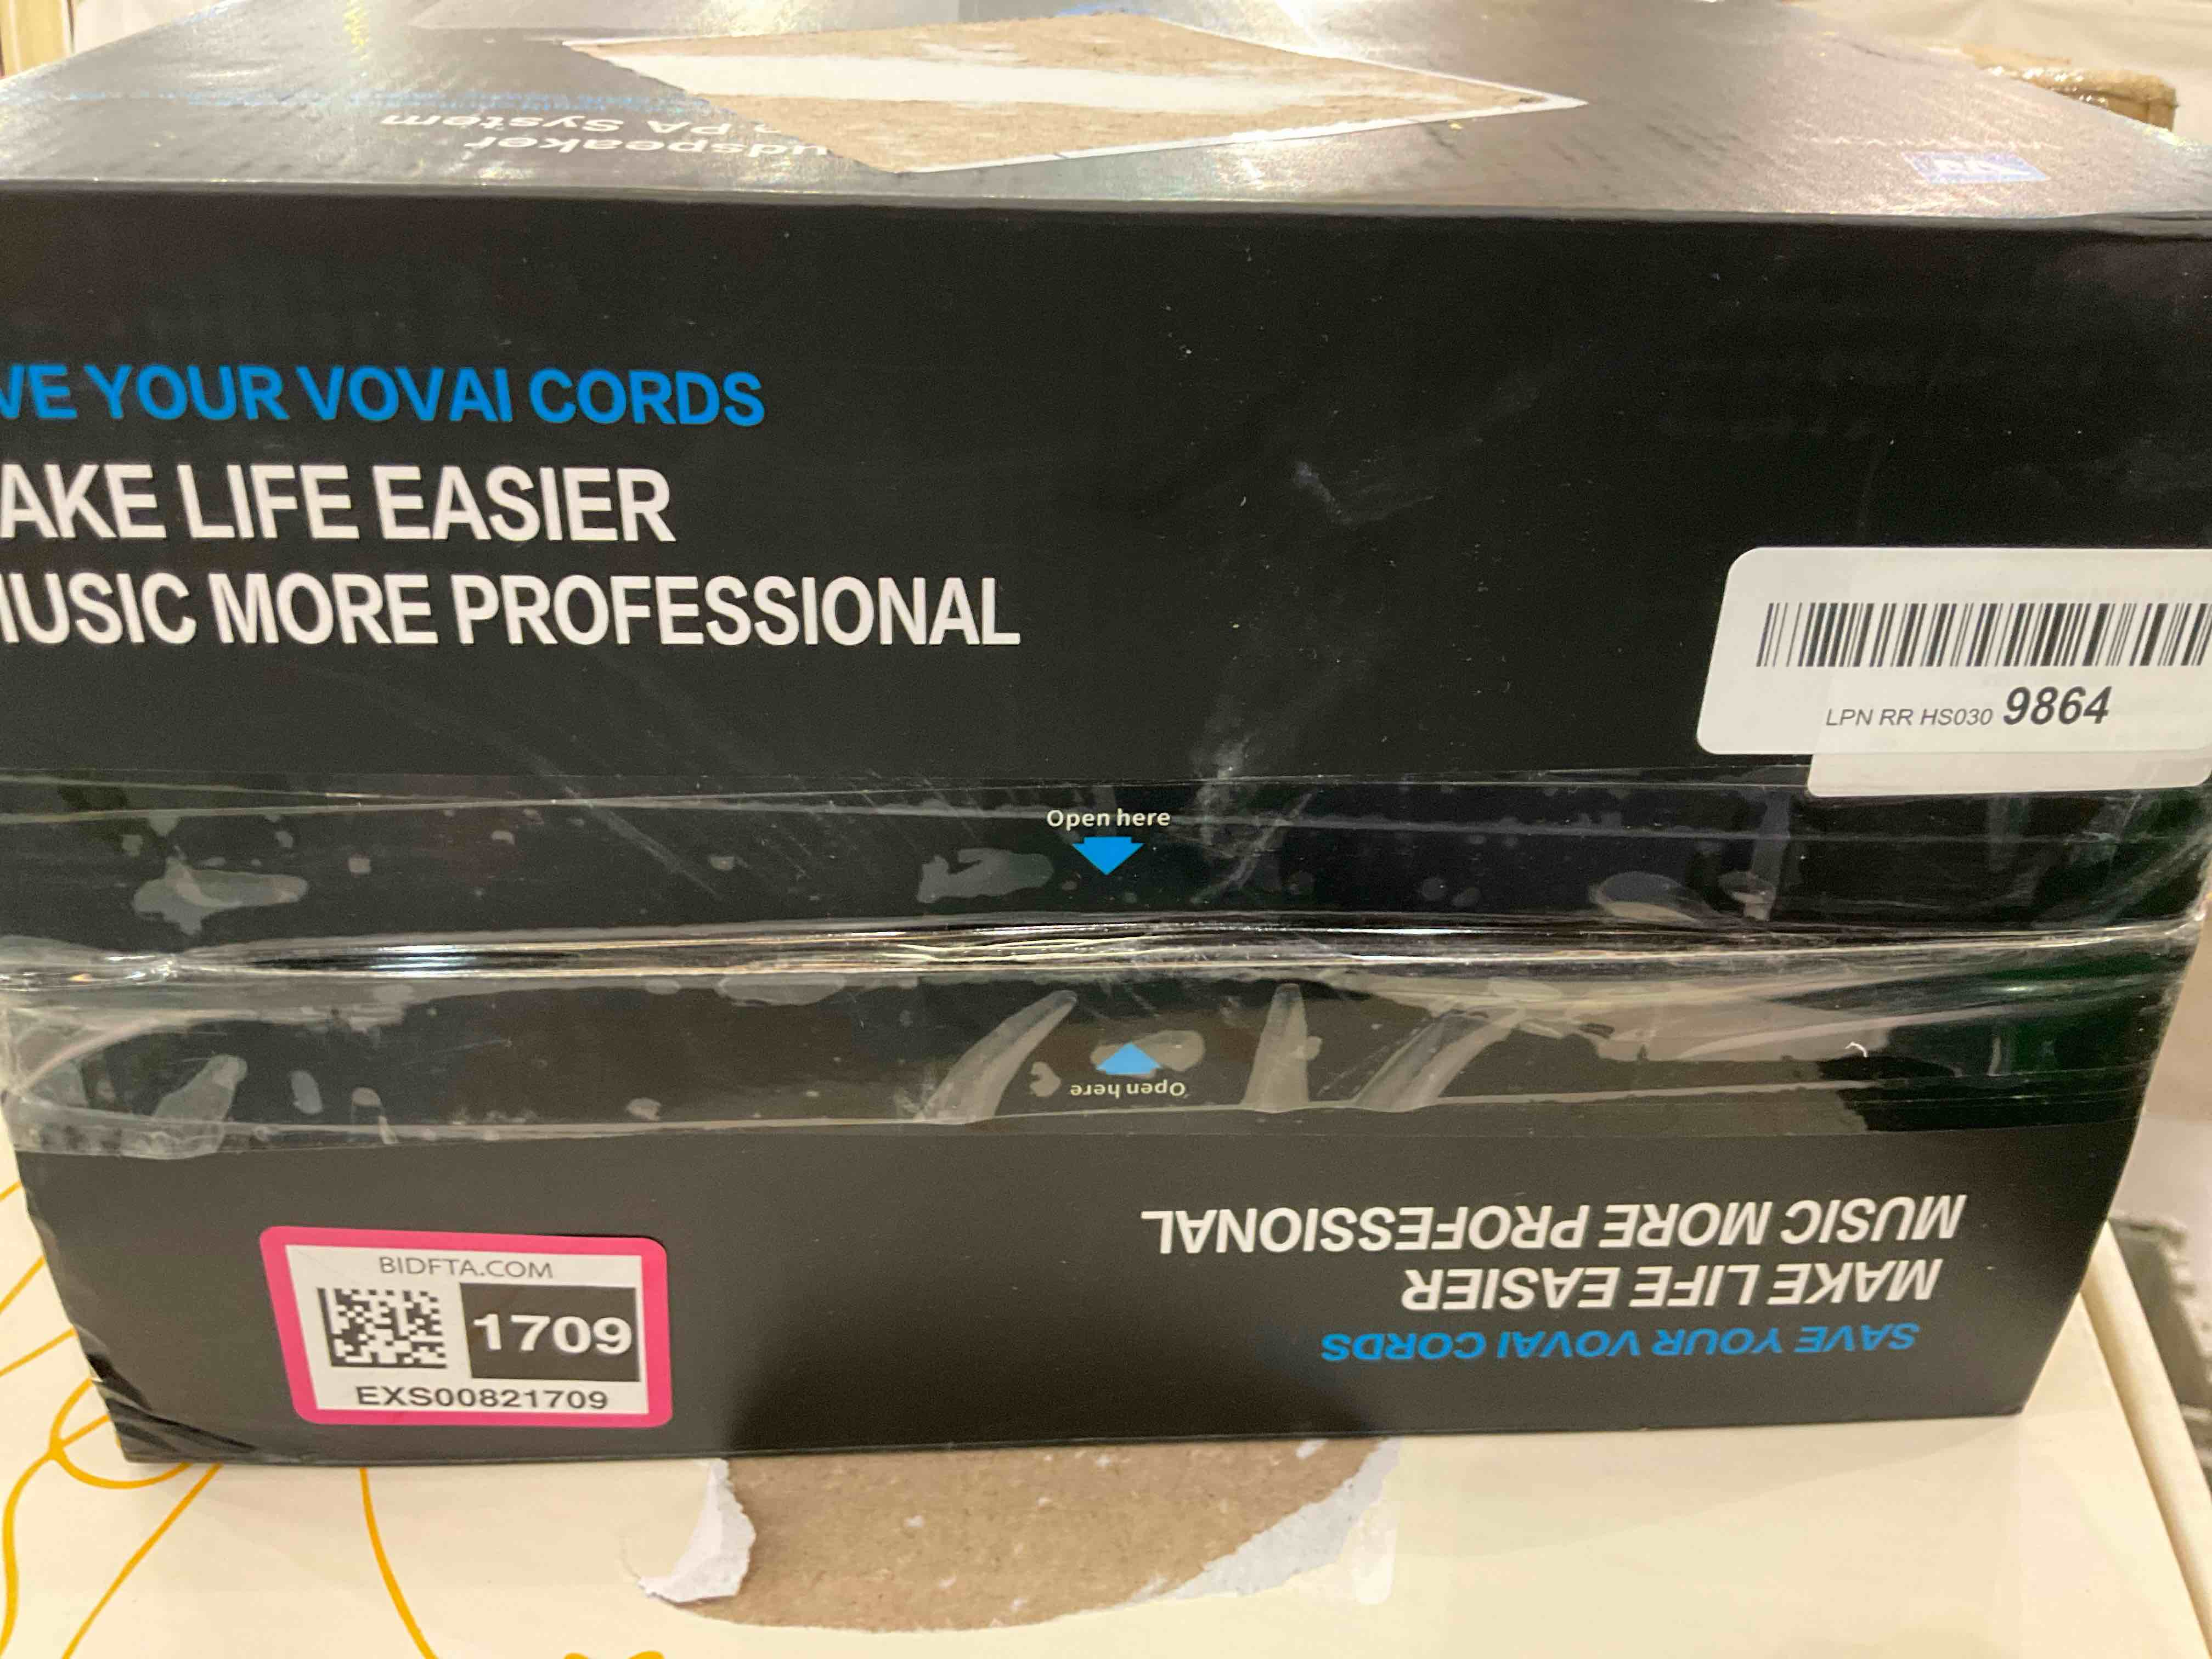 udspeaker
PA System
VE YOUR VOVAI CORDS
AKE LIFE EASIER
MUSIC MORE PROFESSIONAL
LPN RR HS030 9864
Open here
Open here
MUSIC MORE PROFESSIONAL
MAKE LIFE EASIER
SAVE YOUR VOVAI CORDS
BIDFTA.COM
1709
EXS00821709